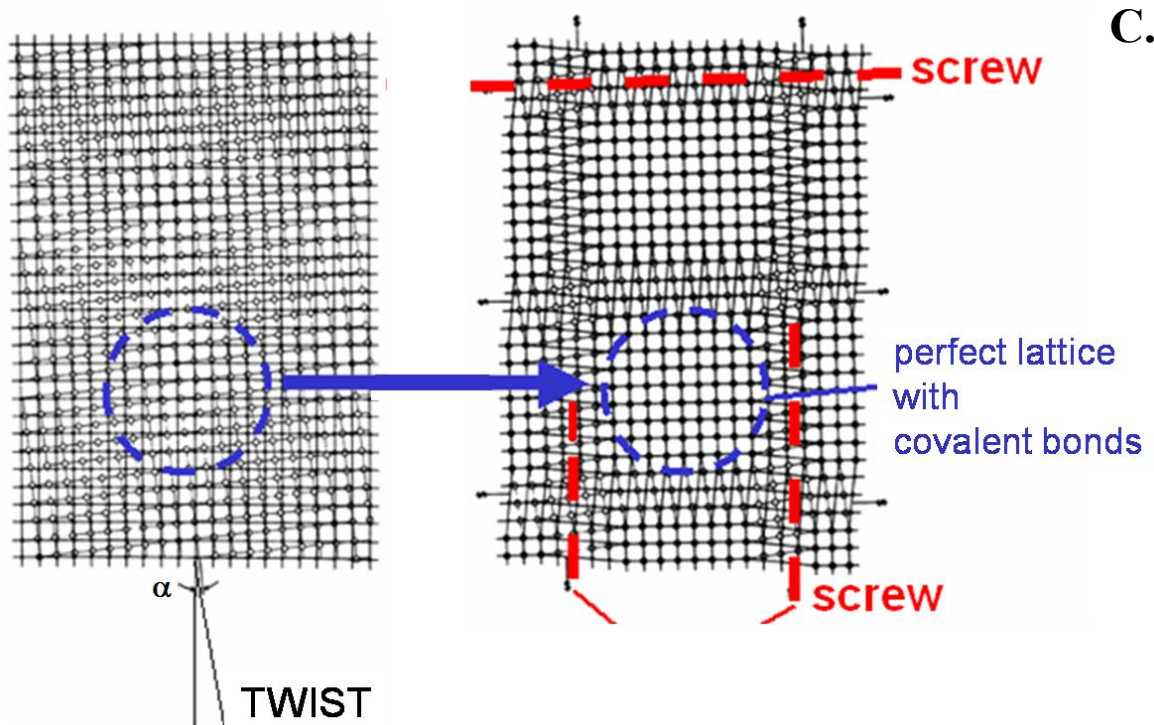 C.
screw
perfect lattice
with
covalent bonds
α
screw
TWIST